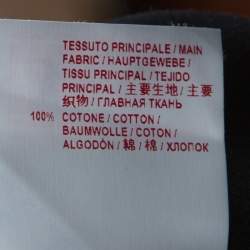 TESSUTO PRINCIPALE / MAIN
FABRIC / HAUPTGEWEBE /
TISSU PRINCIPAL / TEJIDO
PRINCIPAL / 主要生地 / 主要
织物 / ГЛАВНАЯ ТКАНЬ
100% COTONE / COTTON /
BAUMWOLLE / COTON /
ALGODÓN / 綿 / 棉 / ХЛОПОК